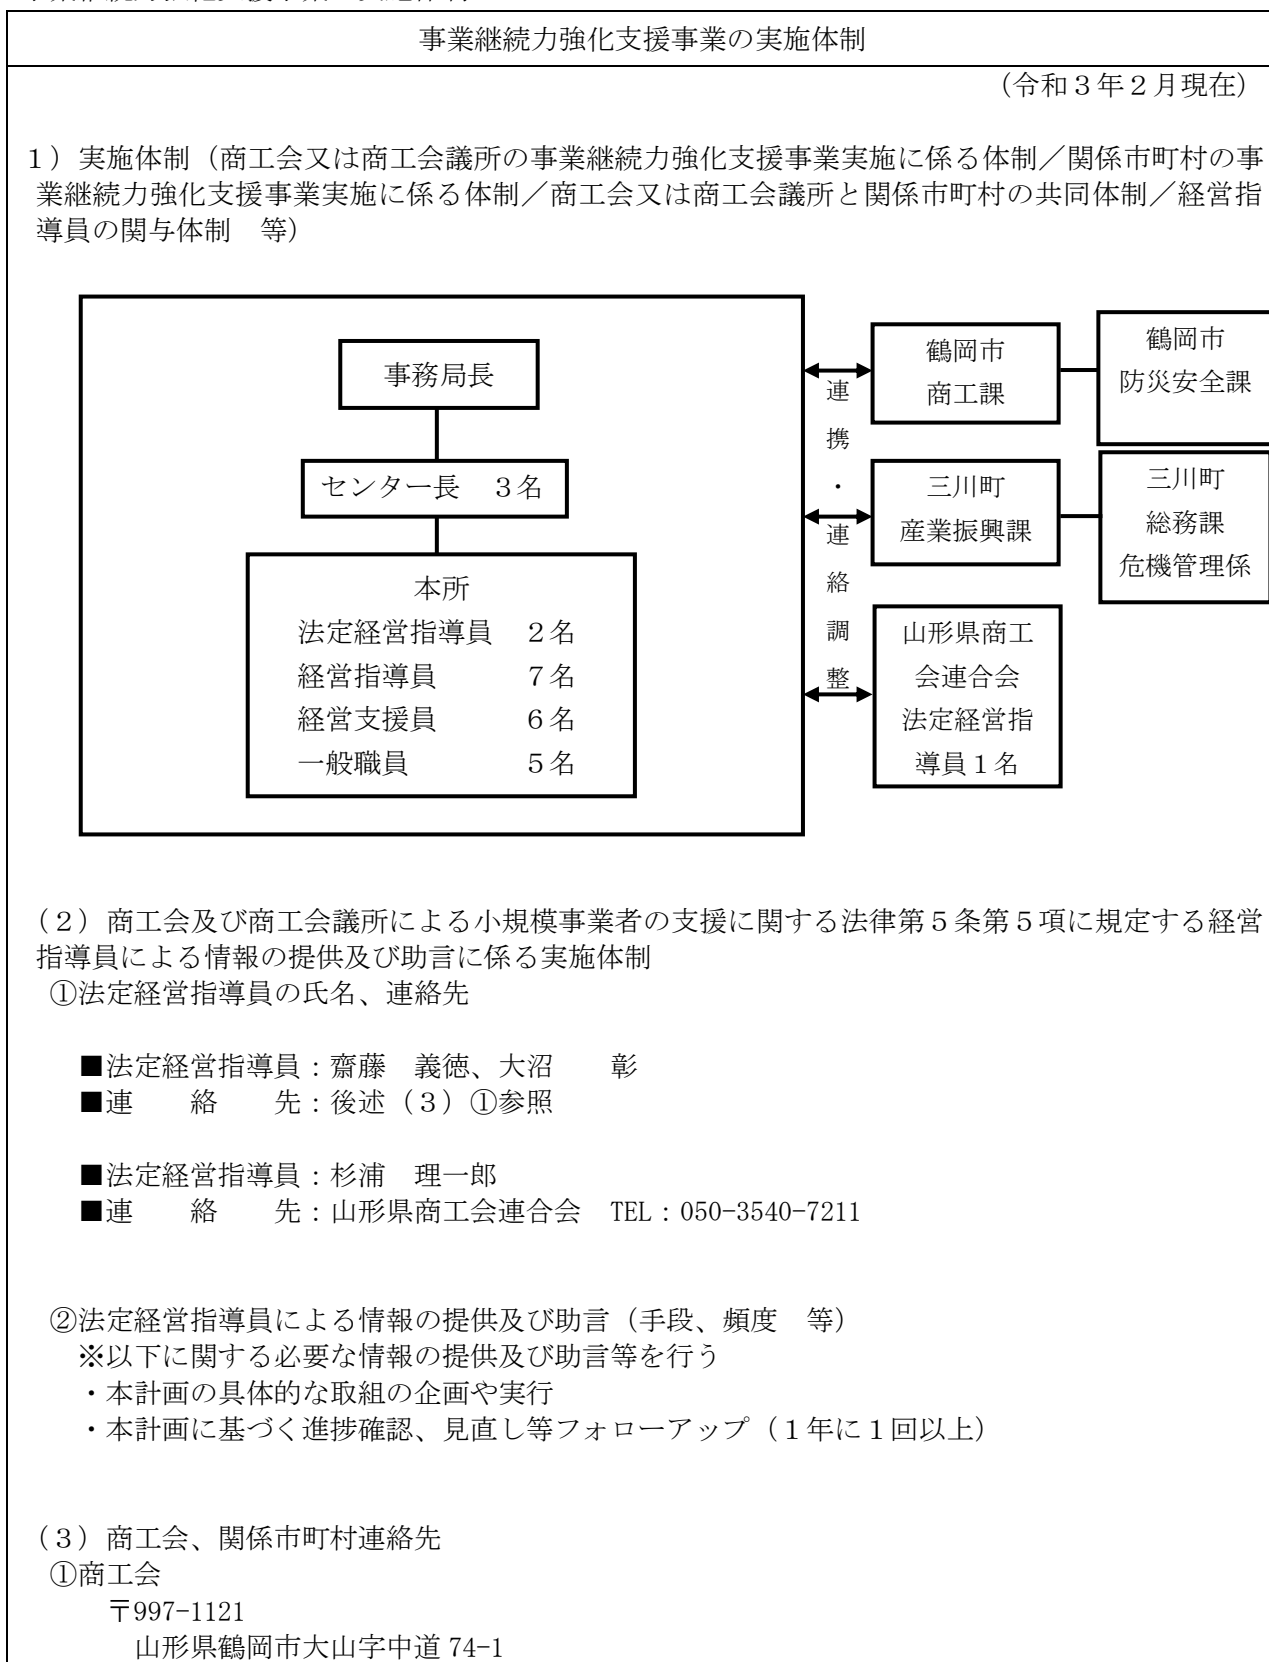 事業継続力強化支援事業の実施体制
（令和３年２月現在）
１）実施体制（商工会又は商工会議所の事業継続力強化支援事業実施に係る体制／関係市町村の事
業継続力強化支援事業実施に係る体制／商工会又は商工会議所と関係市町村の共同体制／経営指
導員の関与体制　等）
事務局長
センター長　３名
本所
法定経営指導員　２名
経営指導員　　　７名
経営支援員　　　６名
一般職員　　　　５名
連携・連絡調整
鶴岡市
商工課
鶴岡市
防災安全課
三川町
産業振興課
三川町
総務課
危機管理係
山形県商工
会連合会
法定経営指
導員１名
（２）商工会及び商工会議所による小規模事業者の支援に関する法律第５条第５項に規定する経営
指導員による情報の提供及び助言に係る実施体制
①法定経営指導員の氏名、連絡先
■法定経営指導員：齋藤　義徳、大沼　　彰
■連　　絡　　先：後述（３）①参照
■法定経営指導員：杉浦　理一郎
■連　　絡　　先：山形県商工会連合会　TEL：050-3540-7211
②法定経営指導員による情報の提供及び助言（手段、頻度　等）
※以下に関する必要な情報の提供及び助言等を行う
・本計画の具体的な取組の企画や実行
・本計画に基づく進捗確認、見直し等フォローアップ（１年に１回以上）
（３）商工会、関係市町村連絡先
①商工会
〒997-1121
山形県鶴岡市大山字中道 74-1